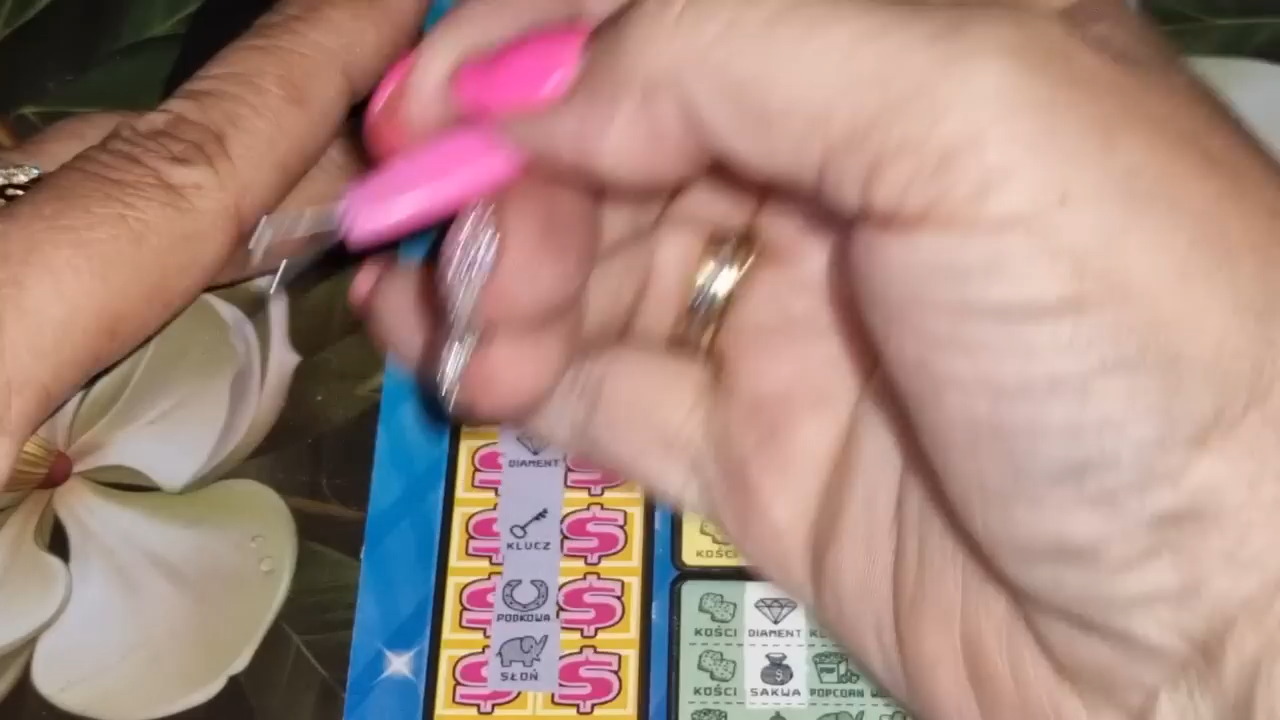 DIAMENT
KLUCZ
PODKOWA
SŁOŃ
KOŚCI
KOŚCI DIAMENT
KOŚCI SAKWA POPCORN